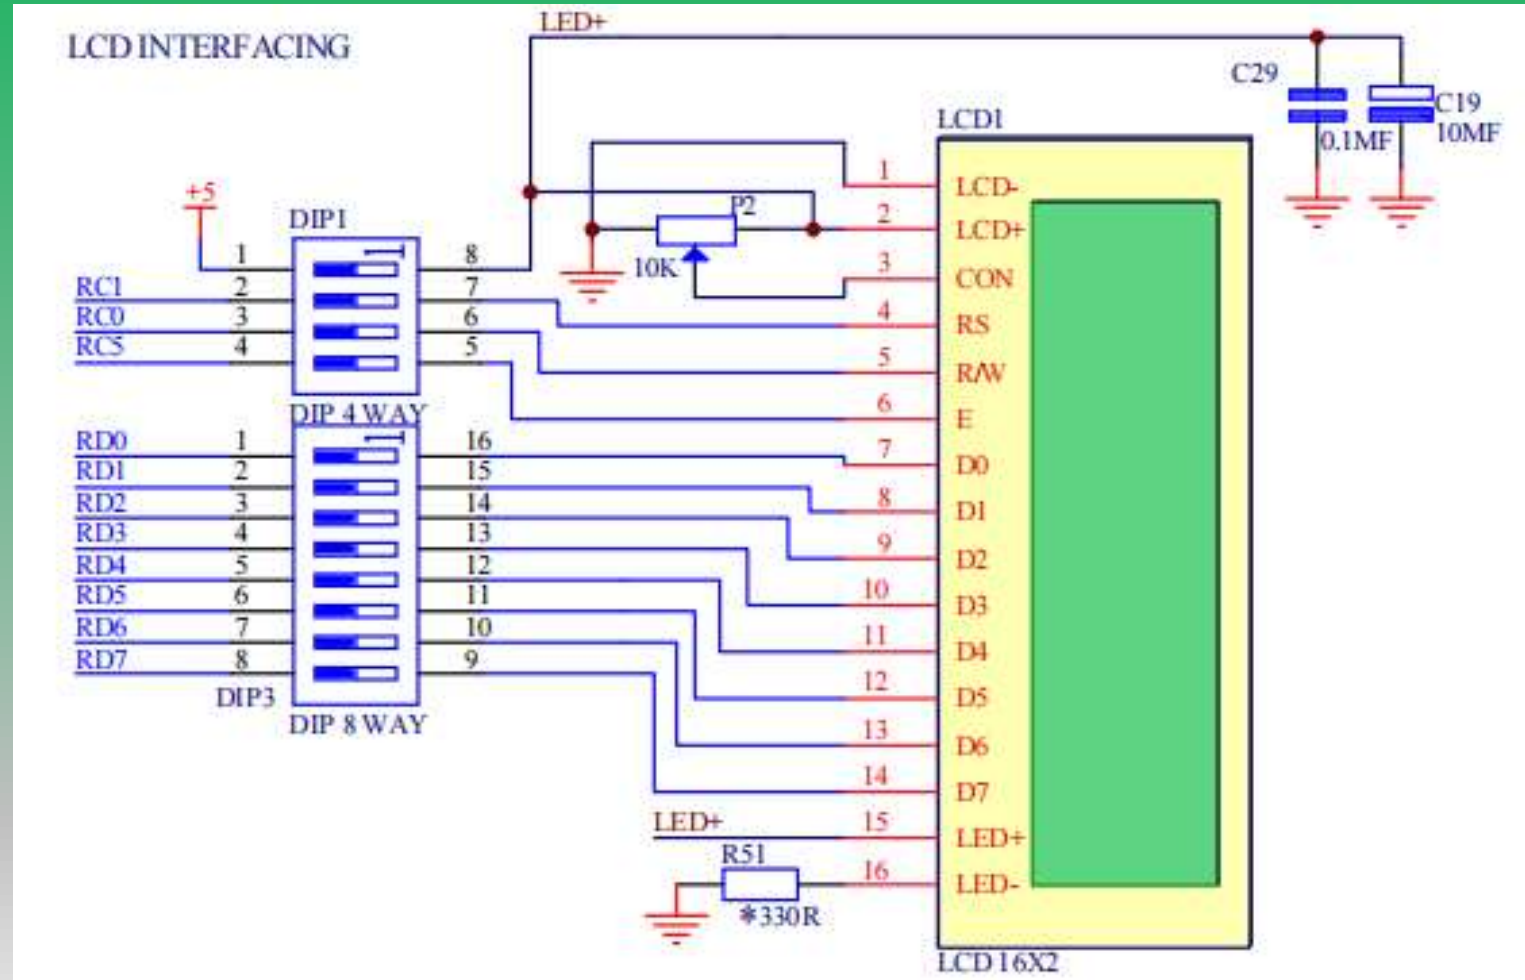 LED+
LCD INTERFACING
C29
C19
0.1MF
10MF
LCD1
+5
DIP1
P2
10K
1 8
RC1 2 7
RC0 3 6
RC5 4 5
1
DIP 4 WAY
RD0 1 16
RD1 2 15
RD2 3 14
RD3 4 13
RD4 5 12
RD5 6 11
RD6 7 10
RD7 8 9
1
DIP3
DIP 8 WAY
1 LCD-
2 LCD+
3 CON
4 RS
5 R/W
6 E
7 D0
8 D1
9 D2
10 D3
11 D4
12 D5
13 D6
14 D7
LED+ 15 LED+
R51 16 LED-
*330R
LCD 16X2